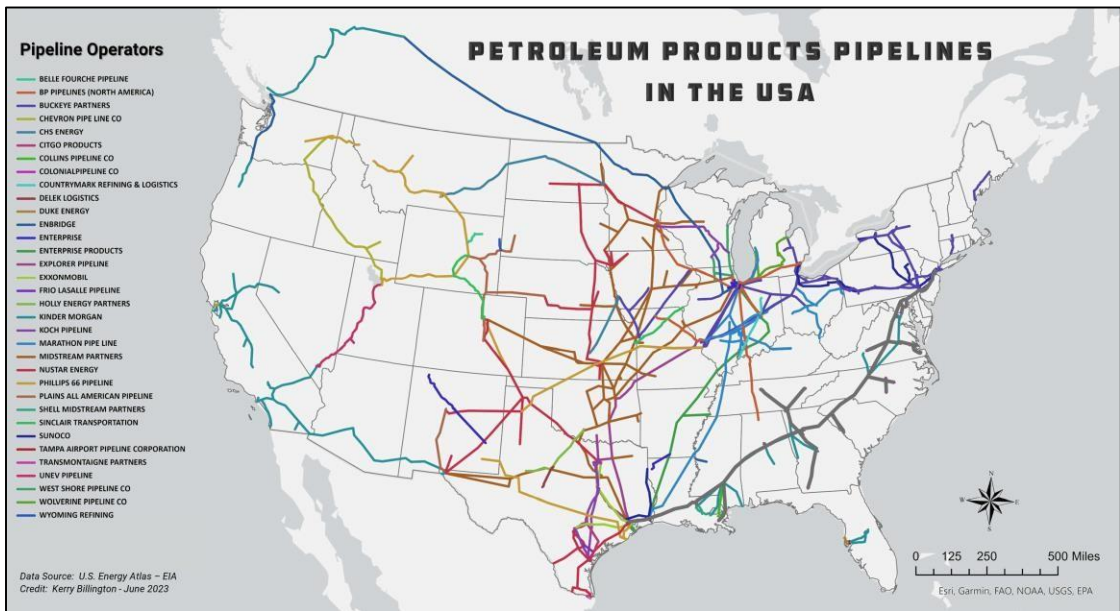 PETROLEUM PRODUCTS PIPELINES
IN THE USA
Pipeline Operators
BELLE FOURCHE PIPELINE
BP PIPELINES (NORTH AMERICA)
BUCKEYE PARTNERS
CHEVRON PIPE LINE CO
CHS ENERGY
CITGO PRODUCTS
COLLINS PIPELINE CO
COLONIALPIPELINE CO
COUNTRYMARK REFINING & LOGISTICS
DELEK LOGISTICS
DUKE ENERGY
ENBRIDGE
ENTERPRISE
ENTERPRISE PRODUCTS
EXPLORER PIPELINE
EXXONMOBIL
FRIO LASALLE PIPELINE
HOLLY ENERGY PARTNERS
KINDER MORGAN
KOCH PIPELINE
MARATHON PIPE LINE
MIDSTREAM PARTNERS
NUSTAR ENERGY
PHILLIPS 66 PIPELINE
PLAINS ALL AMERICAN PIPELINE
SHELL MIDSTREAM PARTNERS
SINCLAIR TRANSPORTATION
SUNOCO
TAMPA AIRPORT PIPELINE CORPORATION
TRANSMONTAIGNE PARTNERS
UNEV PIPELINE
WEST SHORE PIPELINE CO
WOLVERINE PIPELINE CO
WYOMING REFINING
Data Source: U.S. Energy Atlas – EIA
Credit: Kerry Billington - June 2023
N
W E
S
0 125 250 500 Miles
Esri, Garmin, FAO, NOAA, USGS, EPA